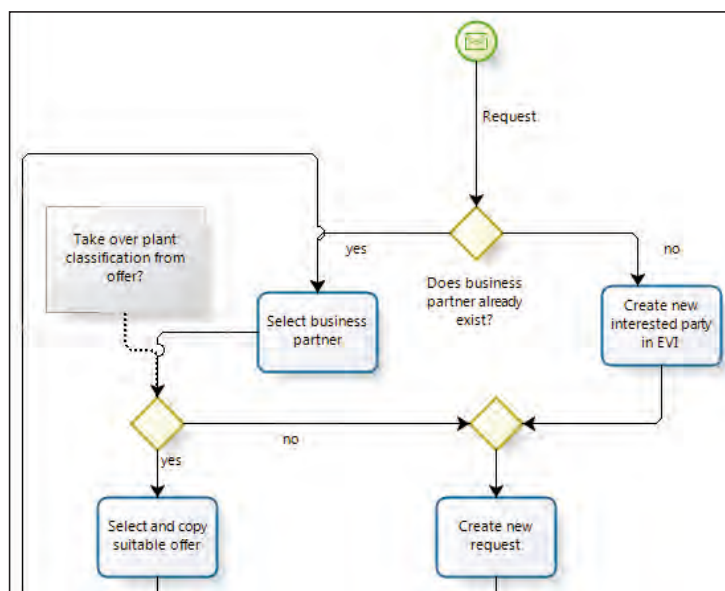 Request
yes
no
Take over plant
classification from
offer?
Does business
partner already
exist?
Select business
partner
Create new
interested party
in EVI
no
yes
Select and copy
suitable offer
Create new
request